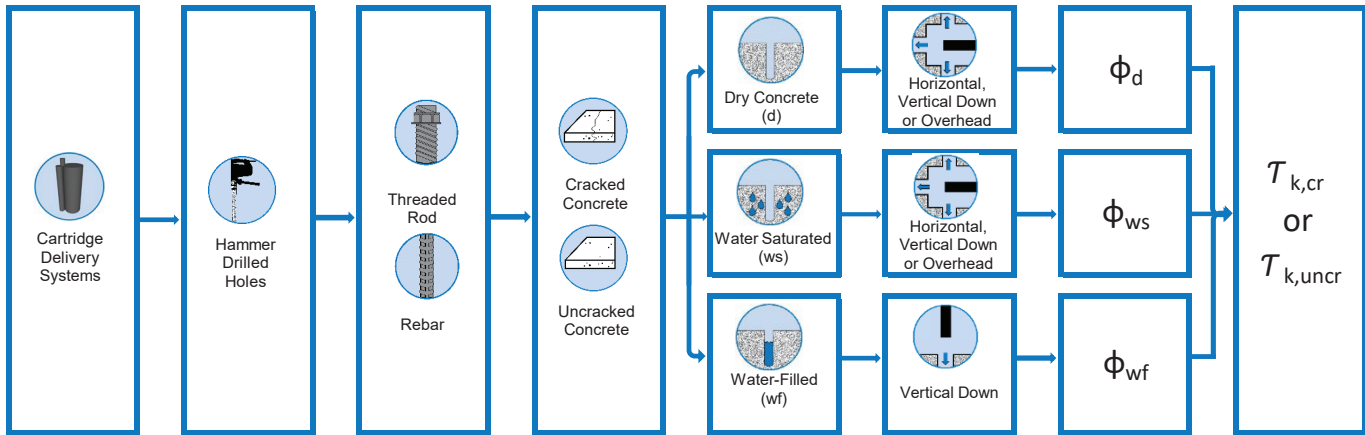 Cartridge
Delivery
Systems
Hammer
Drilled
Holes
Threaded
Rod
Rebar
Cracked
Concrete
Uncracked
Concrete
Dry Concrete
(d)
Horizontal,
Vertical Down
or Overhead
ϕd
Water Saturated
(ws)
Horizontal,
Vertical Down
or Overhead
ϕws
Water-Filled
(wf)
Vertical Down
ϕwf
τ k,cr
or
τ k,uncr